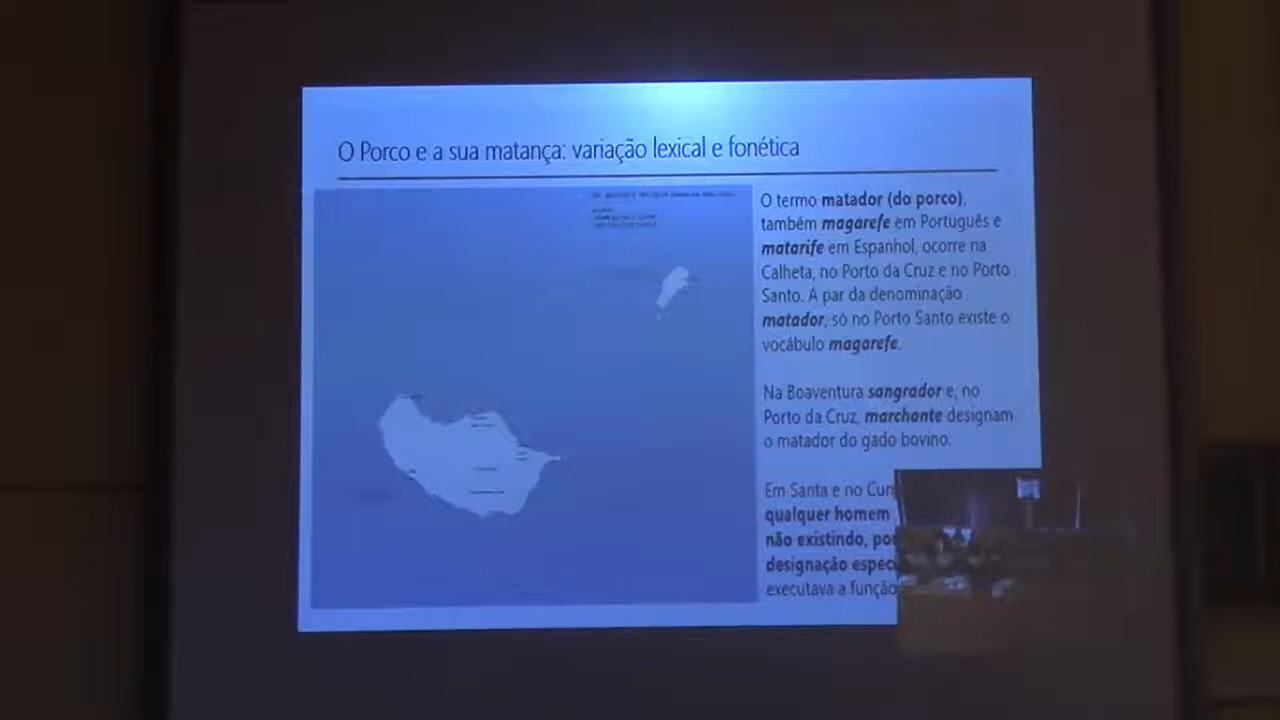 O Porco e a sua matança: variação lexical e fonética
O termo matador (do porco),
também magarefe em Português e
matarife em Espanhol, ocorre na
Calheta, no Porto da Cruz e no Porto
Santo. A par da denominação
matador, só no Porto Santo existe o
vocábulo magarefe.
Na Boaventura sangrador e, no
Porto da Cruz, marchante designam
o matador do gado bovino.
Em Santa e no
qualquer homem
não existindo,
designação
executava a função